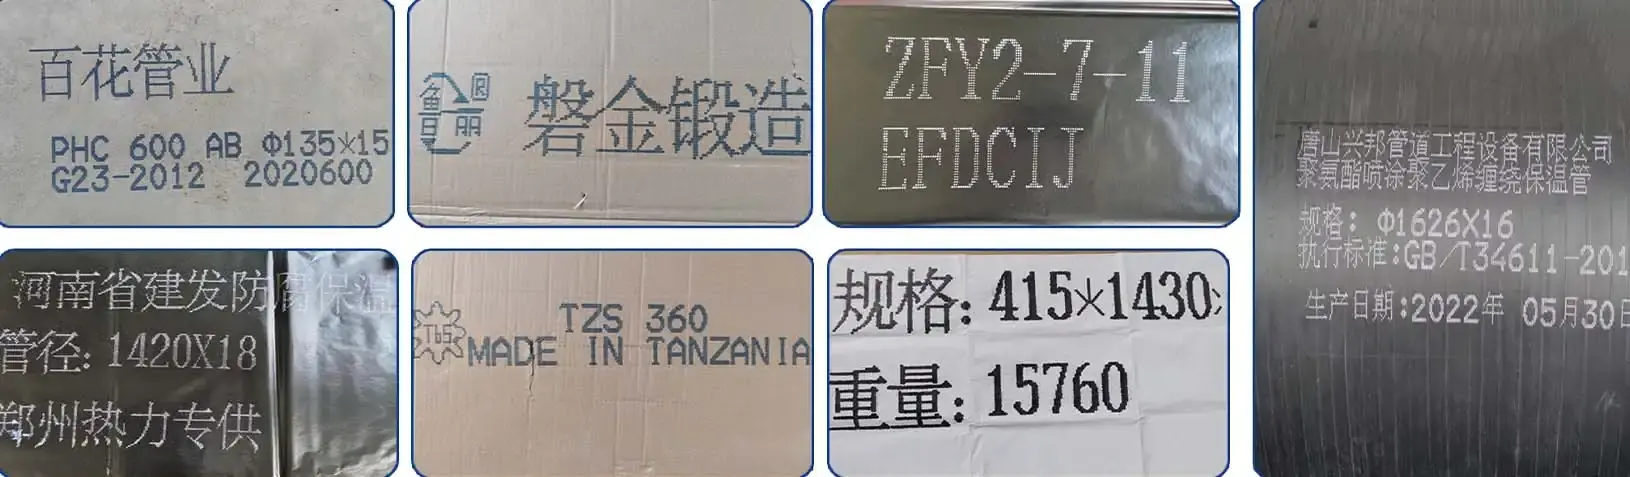 百花管业
PHC 600 AB Φ135×15
G23-2012 2020600
鲁日丽®
磐金锻造
ZFY2-7-11
EFDCIJ
河南省建发防腐保温
管径:1420X18
郑州热力专供
TbS
TZS 360
MADE IN TANZANIA
规格:415×1430
重量:15760
唐山兴邦管道工程设备有限公司
聚氨酯喷涂聚乙烯缠绕保温管
规格:Φ1626X16
执行标准:GB/T34611-201
生产日期:2022年 05月30日